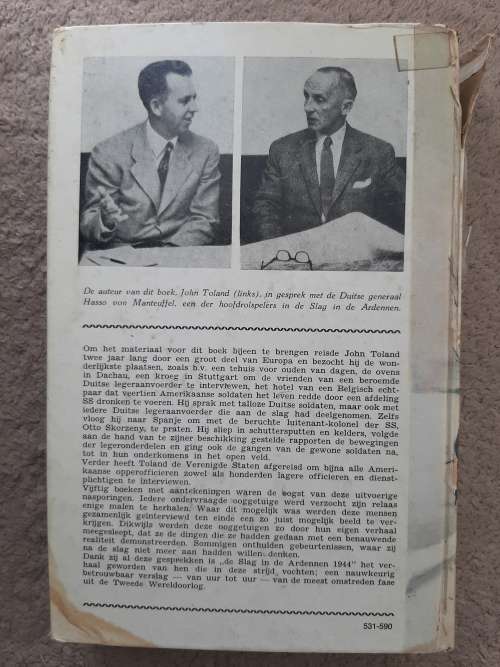 De auteur van dit boek, John Toland (links), in gesprek met de Duitse generaal
Hasso von Manteuffel, een der hoofdrolspelers in de Slag in de Ardennen.
Om het materiaal voor dit boek bijeen te brengen reisde John Toland
twee jaar lang door een groot deel van Europa en bezocht hij de won-
derlijkste plaatsen, zoals b.v. een tehuis voor ouden van dagen, de ovens
in Dachau, een kroeg in Stuttgart om de vrienden van een beroemde
Duitse legeraanvoerder te interviewen, het hotel van een Belgisch echt-
paar dat veertien Amerikaanse soldaten het leven redde door een afdeling
SS dronken te voeren. Hij sprak met talloze Duitse soldaten, maar ook met
iedere Duitse legeraanvoerder die aan de slag had deelgenomen. Zelfs
vloog hij naar Spanje om met de beruchte luitenant-kolonel der SS,
Otto Skorzeny, te praten. Hij sliep in schuttersputten en kelders, volgde
aan de hand van te zijner beschikking gestelde rapporten de bewegingen
der legeronderdelen en ging ook de gangen van de gewone soldaten na,
tot in hun onderkomens in het open veld.
Verder heeft Toland de Verenigde Staten afgereisd om bijna alle Ameri-
kaanse opperofficieren zowel als honderden lagere officieren en dienst-
plichtigen te interviewen.
Vijftig boeken met aantekeningen waren de oogst van deze uitvoerige
nasporingen. Iedere ondervraagde ooggetuige werd verzocht zijn relaas
enige malen te herhalen. Waar dit mogelijk was werden deze mensen
gezamenlijk geïnterviewd ten einde een zo juist mogelijk beeld te ver-
krijgen. Dikwijls werden deze ooggetuigen zo door hun eigen verhaal
meegesleept, dat ze de dingen die ze hadden gedaan met een benauwende
realiteit demonstreerden. Sommigen onthulden gebeurtenissen, waar zij
na de slag niet meer aan hadden willen denken.
Dank zij al deze gesprekken is „de Slag in de Ardennen 1944" het ver-
haal geworden van hen die in deze strijd vochten; een nauwkeurig
betrouwbaar verslag — van uur tot uur — van de meest omstreden fase
uit de Tweede Wereldoorlog.
531-590